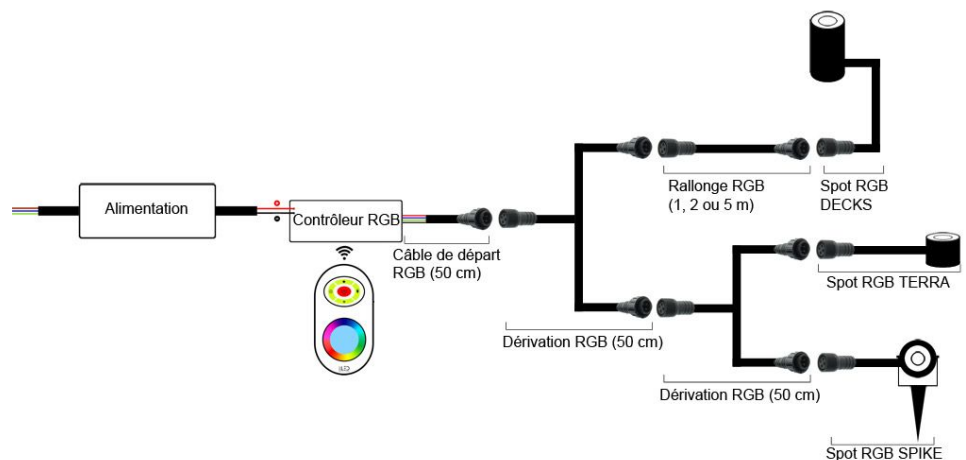 Alimentation
Contrôleur RGB
Câble de départ
RGB (50 cm)
Rallonge RGB
(1, 2 ou 5 m)
Spot RGB
DECKS
Spot RGB TERRA
Dérivation RGB (50 cm)
Dérivation RGB (50 cm)
Spot RGB SPIKE